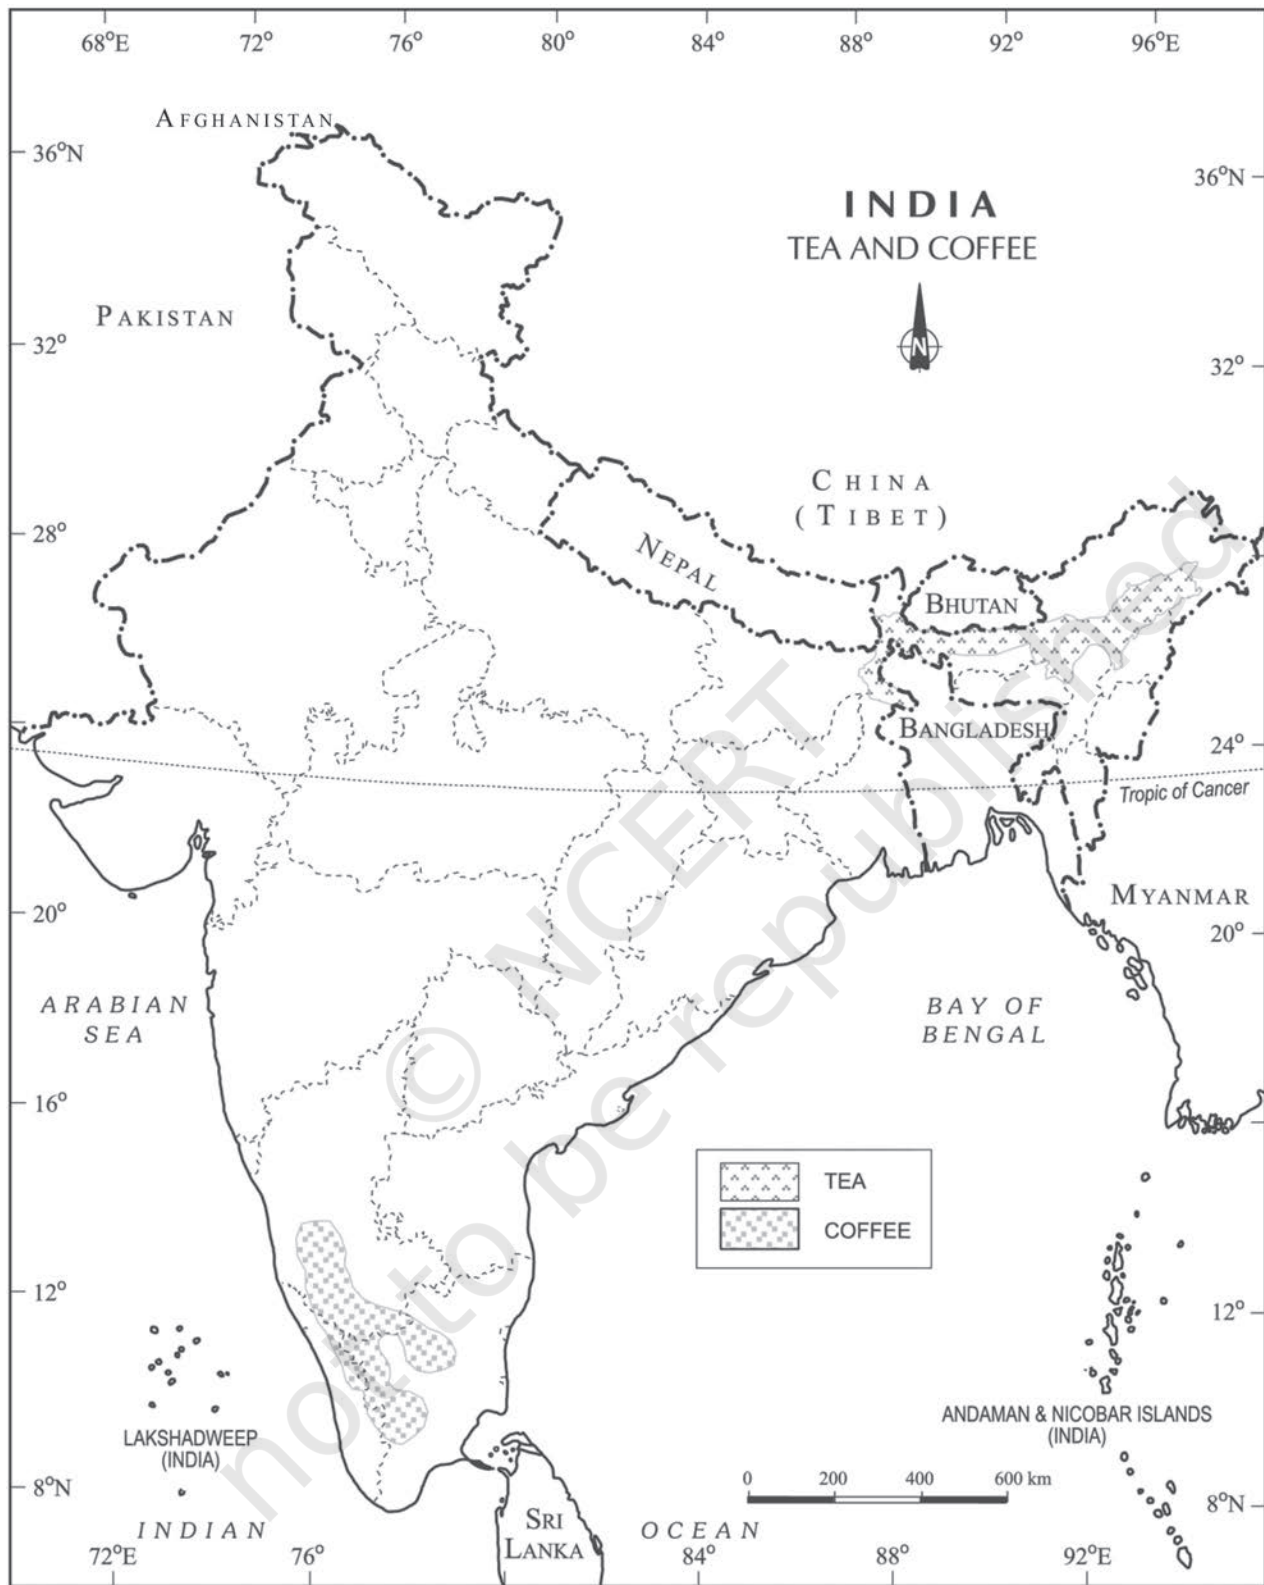 68°E 72° 76° 80° 84° 88° 92° 96°E
AFGHANISTAN
36°N
36°N
INDIA
TEA AND COFFEE
PAKISTAN
N
32°
32°
CHINA
(TIBET)
28°
NEPAL
BHUTAN
BANGLADESH
24°
Tropic of Cancer
MYANMAR
20°
20°
ARABIAN
SEA
BAY OF
BENGAL
© NCERT
not to be republished
16°
TEA
COFFEE
12°
12°
LAKSHADWEEP
(INDIA)
ANDAMAN & NICOBAR ISLANDS
(INDIA)
0 200 400 600 km
8°N
8°N
SRI
LANKA
INDIAN OCEAN
72°E 76° 84° 88° 92°E